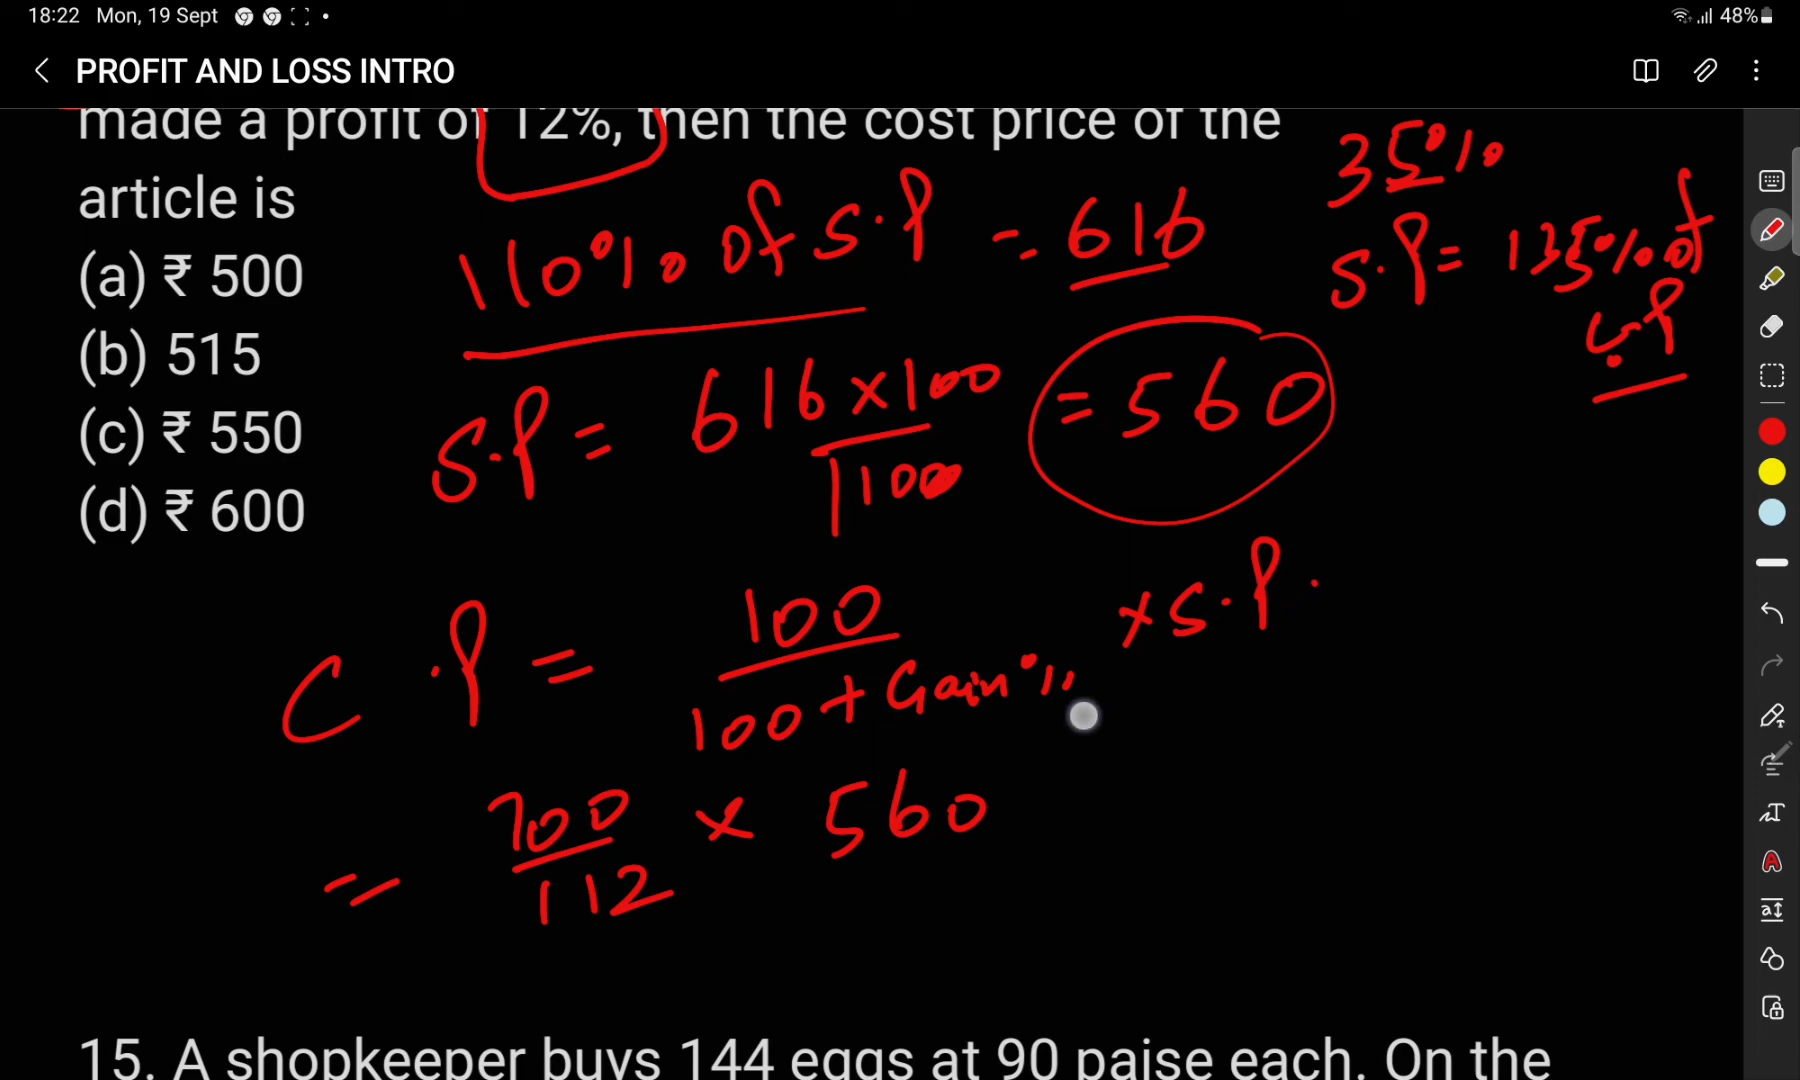 18:22 Mon, 19 Sept 48%
PROFIT AND LOSS INTRO
made a profit of 12%, then the cost price of the
article is
(a) ₹ 500
(b) 515
(c) ₹ 550
(d) ₹ 600
110% of S.P = 616
35%
S.P = 135% of
C.P
S.P = 616 × 100 / 110 = 560
C.P = 100 / 100 + Gain% × S.P.
= 100 / 112 × 560
15. A shopkeeper buys 144 eggs at 90 paise each. On the